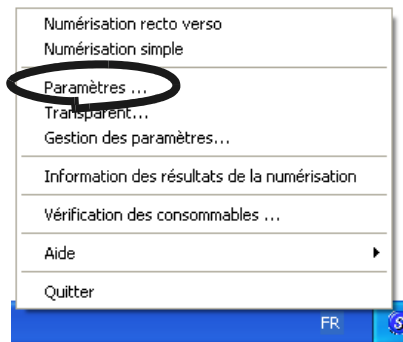 Numérisation recto verso
Numérisation simple
Paramètres ...
Transparent...
Gestion des paramètres...
Information des résultats de la numérisation
Vérification des consommables ...
Aide
Quitter
FR
S